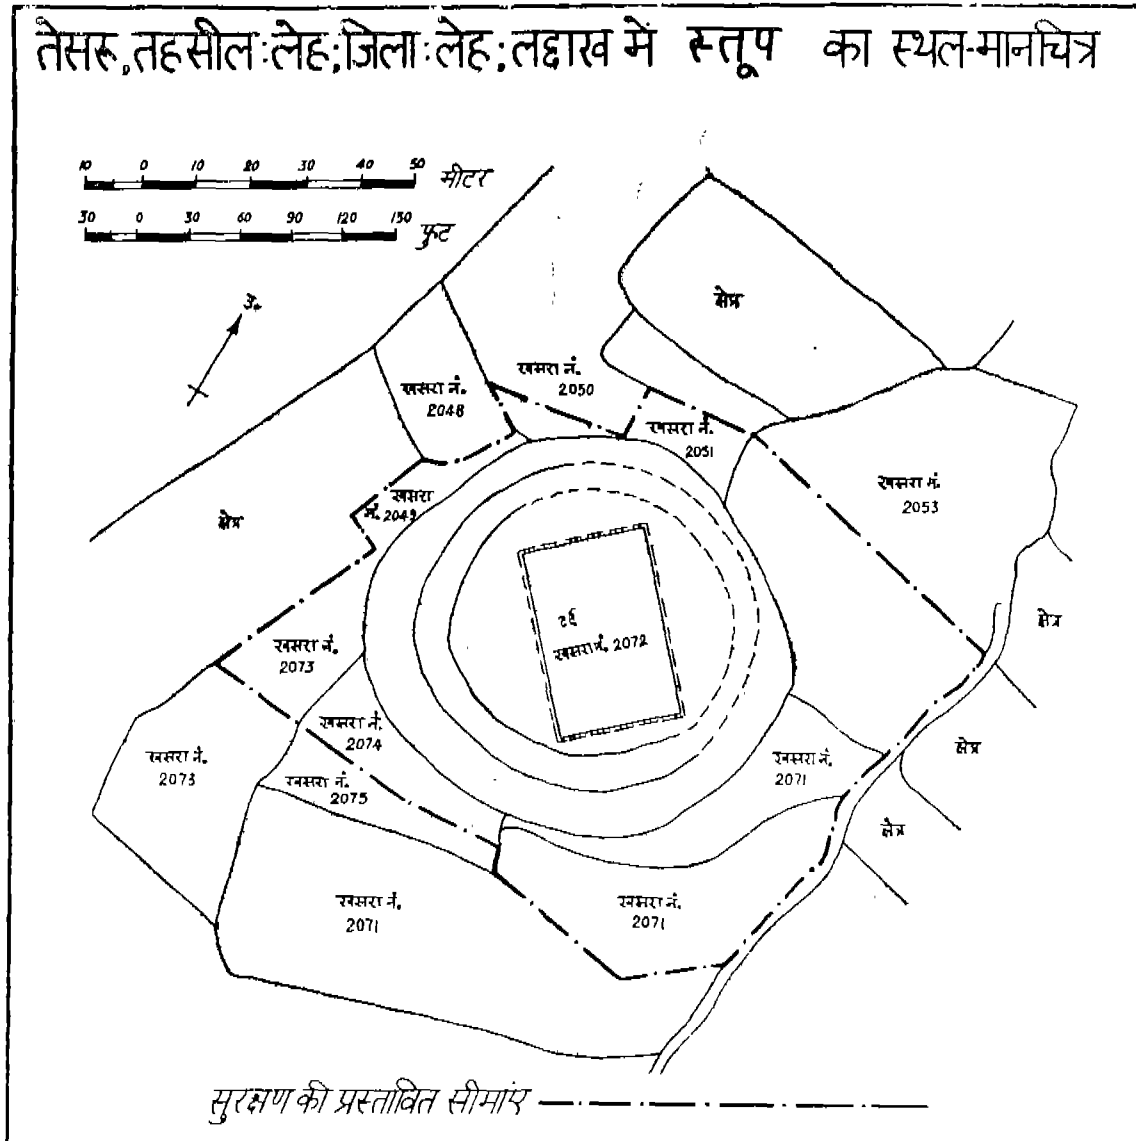 तेसरू,तहसील:लेह;जिला:लेह;लद्दाख में स्तूप का स्थल-मानचित्र
10 0 10 20 30 40 50 मीटर
30 0 30 60 90 120 150 फुट
उ.
क्षेत्र
खसरा नं.
2048
खसरा नं.
2050
खसरा नं.
2051
खसरा नं.
2053
क्षेत्र
खसरा
नं. 2049
खसरा नं. 2072
क्षेत्र
खसरा नं.
2073
खसरा नं.
2074
खसरा नं.
2073
खसरा नं.
2075
खसरा नं.
2071
क्षेत्र
क्षेत्र
खसरा नं.
2071
खसरा नं.
2071
सुरक्षण की प्रस्तावित सीमांए